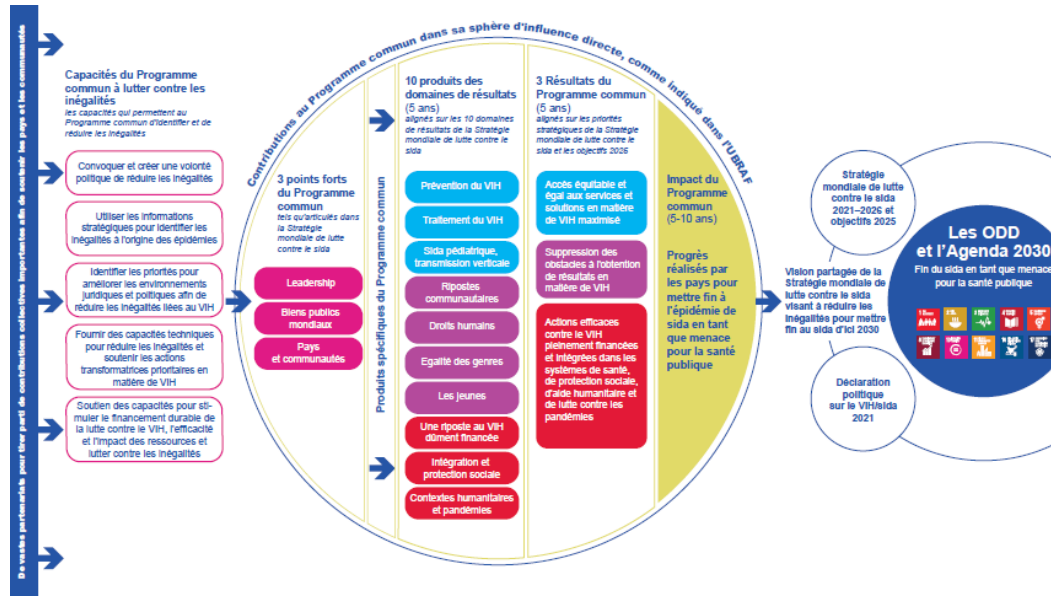 De vastes partenariats pour tirer parti de contributions collectives importantes afin de soutenir les pays et les communautés
Capacités du Programme
commun à lutter contre les
inégalités
les capacités qui permettent au
Programme commun d'identifier et de
réduire les inégalités
Convoquer et créer une volonté
politique de réduire les inégalités
Utiliser les informations
stratégiques pour identifier les
inégalités à l'origine des épidémies
Identifier les priorités pour
améliorer les environnements
juridiques et politiques afin de
réduire les inégalités liées au VIH
Fournir des capacités techniques
pour réduire les inégalités et
soutenir les actions
transformatrices prioritaires en
matière de VIH
Soutien des capacités pour sti-
muler le financement durable de
la lutte contre le VIH, l'efficacité
et l'impact des ressources et
lutter contre les inégalités
Contributions au Programme commun dans sa sphère d'influence directe, comme indiqué dans l'UBRAF
3 points forts
du Programme
commun
tels qu'articulés dans
la Stratégie
mondiale de lutte
contre le sida
Leadership
Biens publics
mondiaux
Pays
et communautés
Produits spécifiques du Programme commun
10 produits des
domaines de résultats
(5 ans)
alignés sur les 10 domaines
de résultats de la Stratégie
mondiale de lutte contre le
sida
Prévention du VIH
Traitement du VIH
Sida pédiatrique,
transmission verticale
Ripostes
communautaires
Droits humains
Egalité des genres
Les jeunes
Une riposte au VIH
dûment financée
Intégration et
protection sociale
Contextes humanitaires
et pandémies
3 Résultats du
Programme commun
(5 ans)
alignés sur les priorités
stratégiques de la Stratégie
mondiale de lutte contre le
sida et les objectifs 2025
Accès équitable et
égal aux services et
solutions en matière
de VIH maximisé
Suppression des
obstacles à l'obtention
de résultats en
matière de VIH
Actions efficaces
contre le VIH
pleinement financées
et intégrées dans les
systèmes de santé,
de protection sociale,
d'aide humanitaire et
de lutte contre les
pandémies
Impact du
Programme
commun
(5-10 ans)
Progrès
réalisés par
les pays pour
mettre fin à
l'épidémie de
sida en tant
que menace
pour la santé
publique
Stratégie
mondiale de lutte
contre le sida
2021–2026 et
objectifs 2025
Vision partagée de la
Stratégie mondiale de
lutte contre le sida
visant à réduire les
inégalités pour mettre
fin au sida d'ici 2030
Déclaration
politique
sur le VIH/sida
2021
Les ODD
et l'Agenda 2030
Fin du sida en tant que menace
pour la santé publique